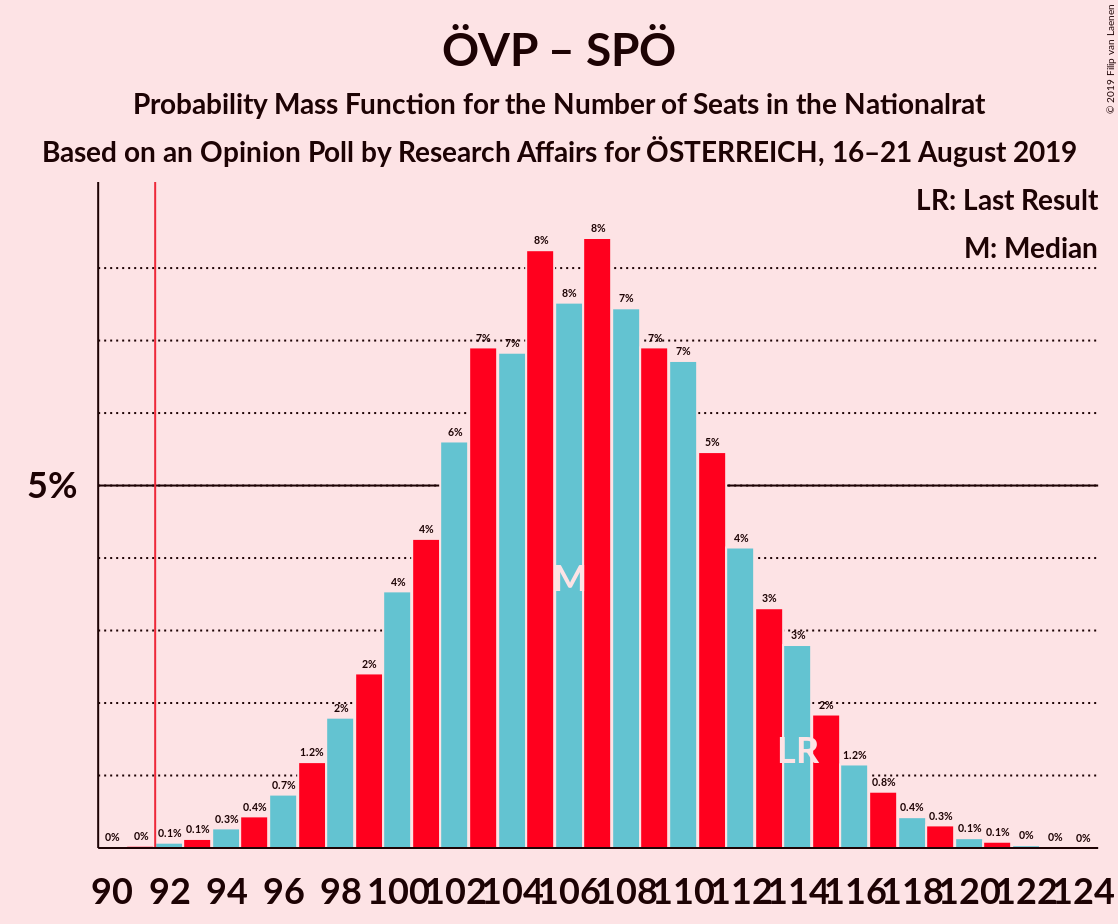 ÖVP – SPÖ
Probability Mass Function for the Number of Seats in the Nationalrat
Based on an Opinion Poll by Research Affairs for ÖSTERREICH, 16–21 August 2019
© 2019 Filip van Laenen
LR: Last Result
M: Median
5%
0% 0% 0.1% 0.1% 0.3% 0.4% 0.7% 1.2% 2% 2% 4% 4% 6% 7% 7% 8% 8% 8% 7% 7% 7% 5% 4% 3% 3% 2% 1.2% 0.8% 0.4% 0.3% 0.1% 0.1% 0% 0% 0%
M
LR
90 92 94 96 98 100 102 104 106 108 110 112 114 116 118 120 122 124